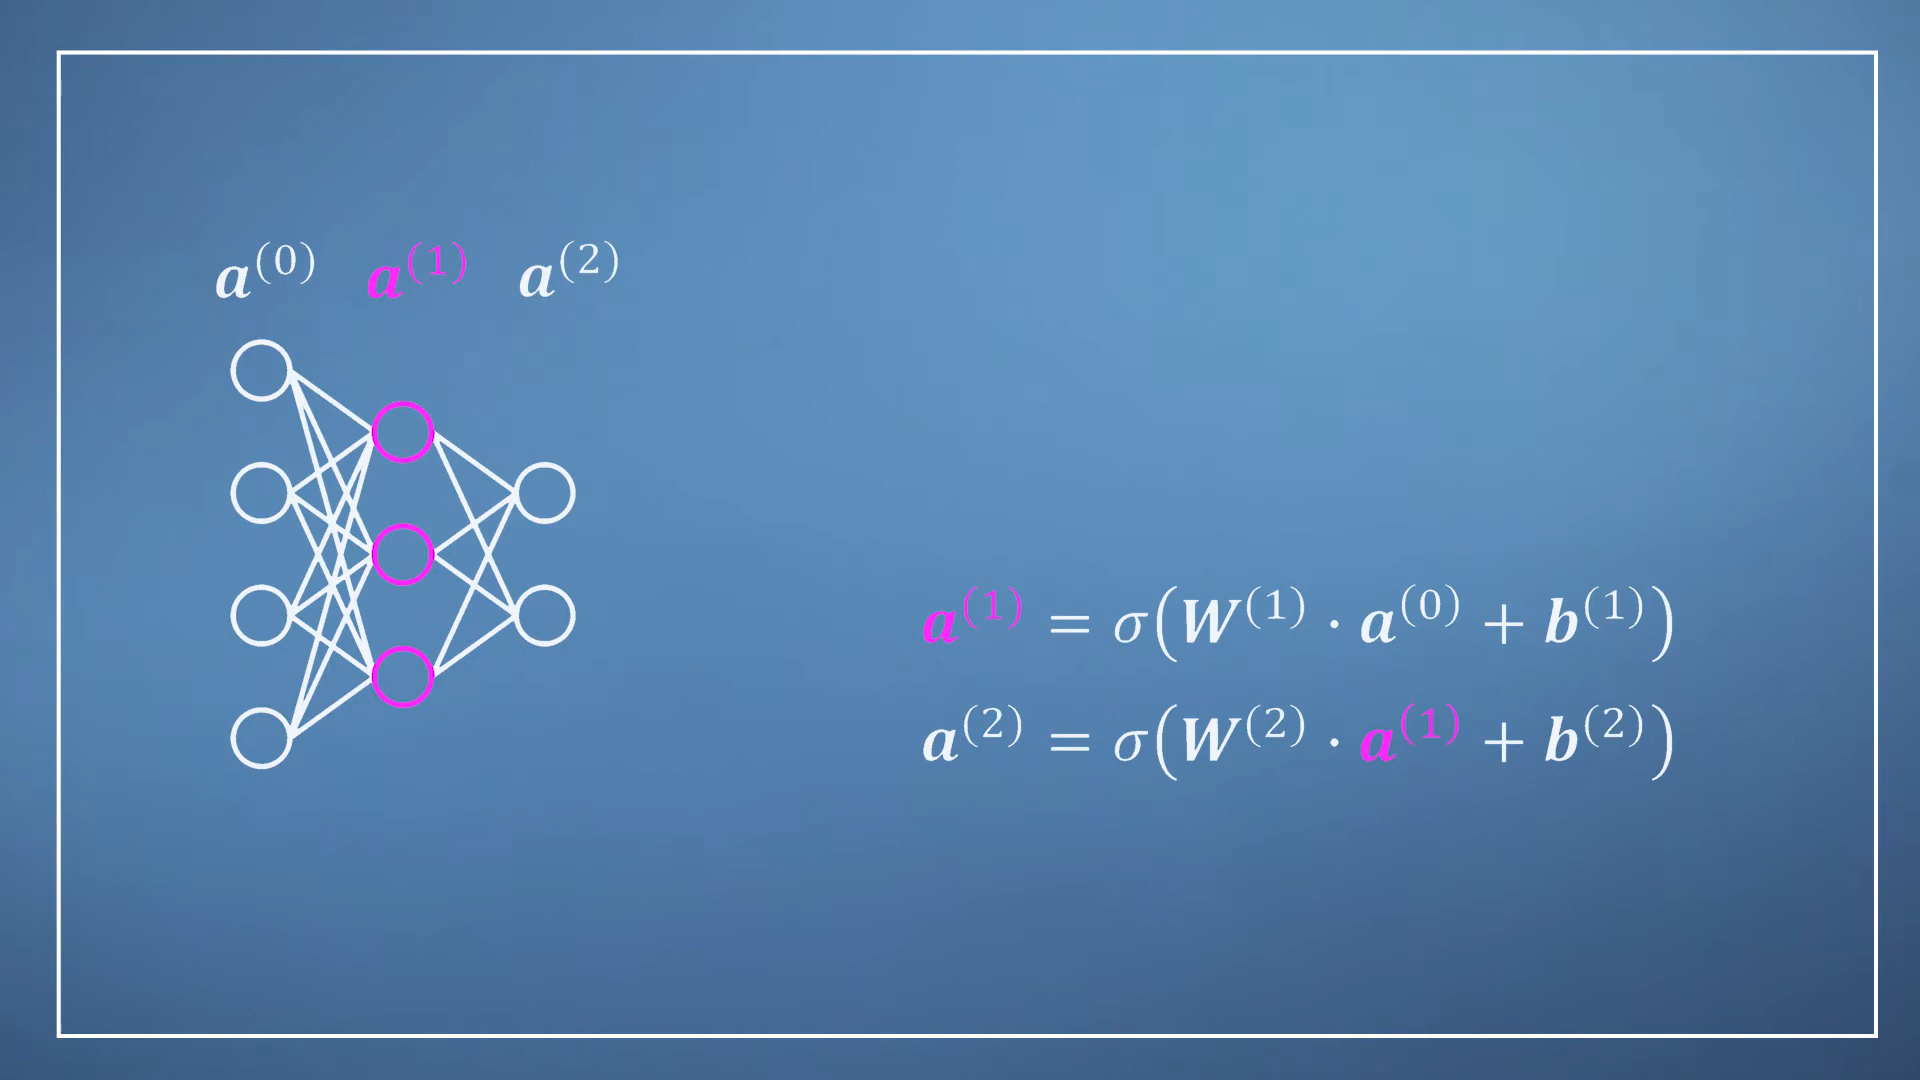 a⁽⁰⁾ a⁽¹⁾ a⁽²⁾
a⁽¹⁾ = σ(W⁽¹⁾ · a⁽⁰⁾ + b⁽¹⁾)
a⁽²⁾ = σ(W⁽²⁾ · a⁽¹⁾ + b⁽²⁾)